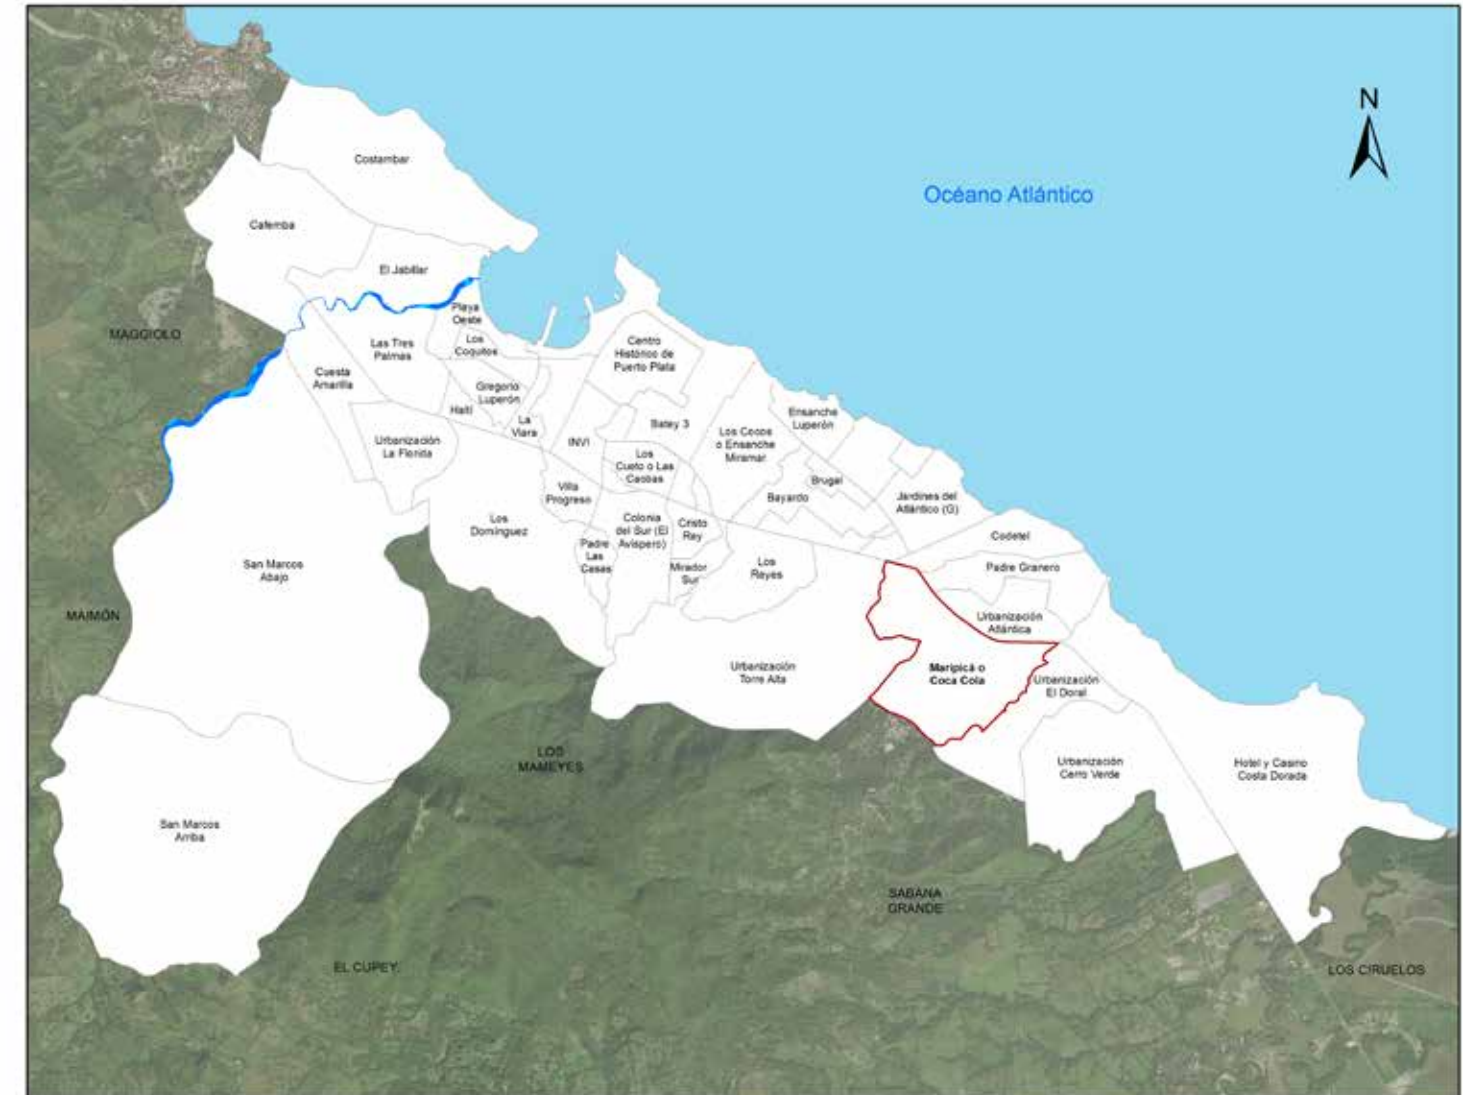 N
Costambar
Océano Atlántico
Cafemba
El Jabillar
Playa
Oeste
MAGGIOLO
Las Tres
Palmas
Los
Coquitos
Centro
Histórico de
Puerto Plata
Cuesta
Amarilla
Gregorio
Luperón
Haití
La
Viara
Ensanche
Luperón
Batey 3
Urbanización
La Florida
INVI
Los Cocos
o Ensanche
Miramar
Los
Cueto o Las
Caobas
Brugal
Villa
Progreso
Bayardo
Jardines del
Atlántico (G)
Los
Domínguez
Colonia
del Sur (El
Avispero)
Cristo
Rey
Codetel
Padre
Las
Casas
San Marcos
Abajo
Mirador
Sur
Los
Reyes
Padre Granero
MAIMÓN
Urbanización
Atlántica
Urbanización
Torre Alta
Maripicá o
Coca Cola
Urbanización
El Doral
LOS
MAMEYES
Urbanización
Cerro Verde
Hotel y Casino
Costa Dorada
San Marcos
Arriba
SABANA
GRANDE
EL CUPEY
LOS CIRUELOS